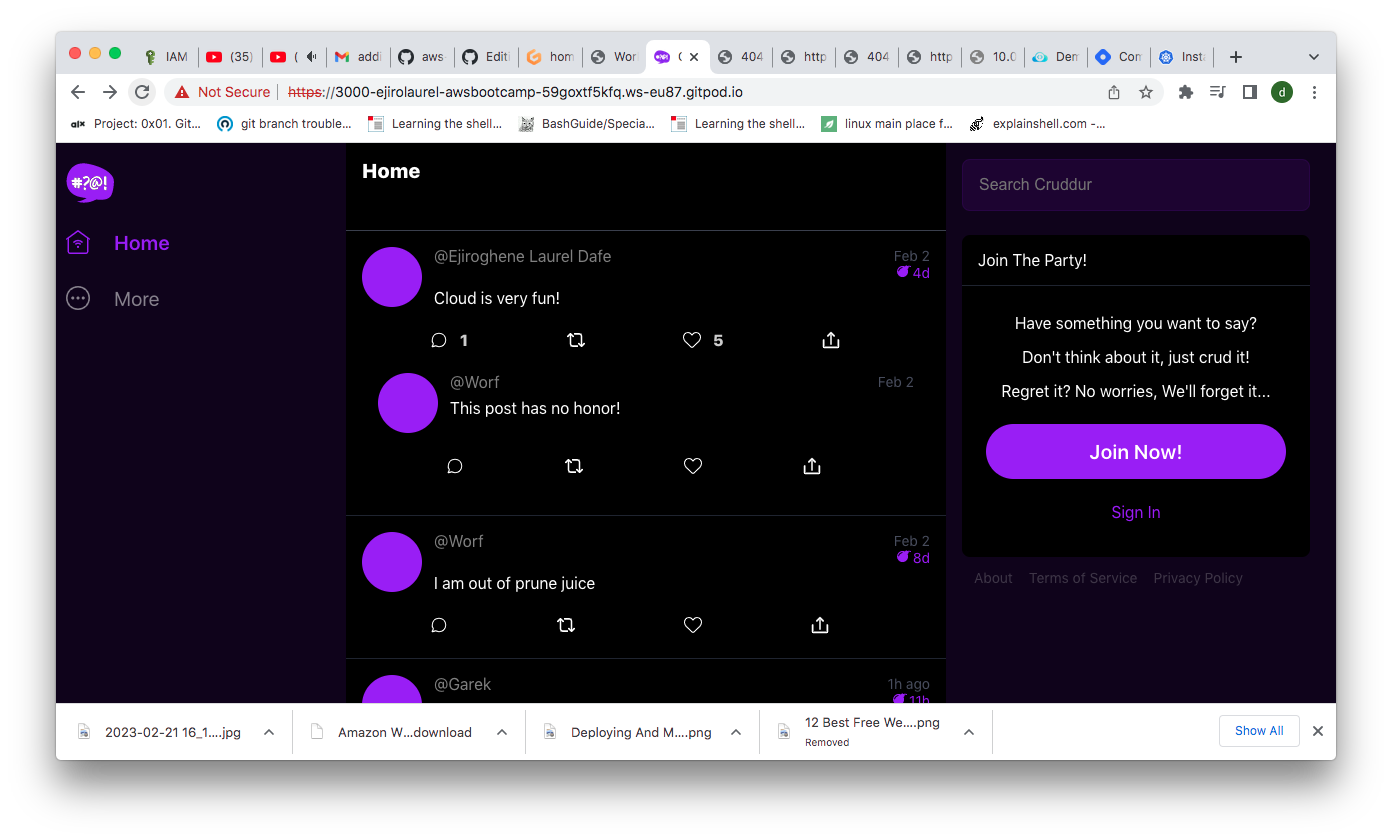 IAM
(35)
(
addi
aws
Editi
hom
Wor
C
404
http
404
http
10.0
Dem
Con
Insta
Not Secure
https://3000-ejirolaurel-awsbootcamp-59goxtf5kfq.ws-eu87.gitpod.io
d
alx
Project: 0x01. Git...
git branch trouble...
Learning the shell...
BashGuide/Specia...
Learning the shell...
linux main place f...
explainshell.com -...
#?@!
Home
More
Home
@Ejiroghene Laurel Dafe
Feb 2
4d
Cloud is very fun!
1
5
@Worf
Feb 2
This post has no honor!
@Worf
Feb 2
8d
I am out of prune juice
@Garek
1h ago
11h
Search Cruddur
Join The Party!
Have something you want to say?
Don't think about it, just crud it!
Regret it? No worries, We'll forget it...
Join Now!
Sign In
About Terms of Service Privacy Policy
2023-02-21 16_1....jpg
Amazon W...download
Deploying And M....png
12 Best Free We....png
Removed
Show All